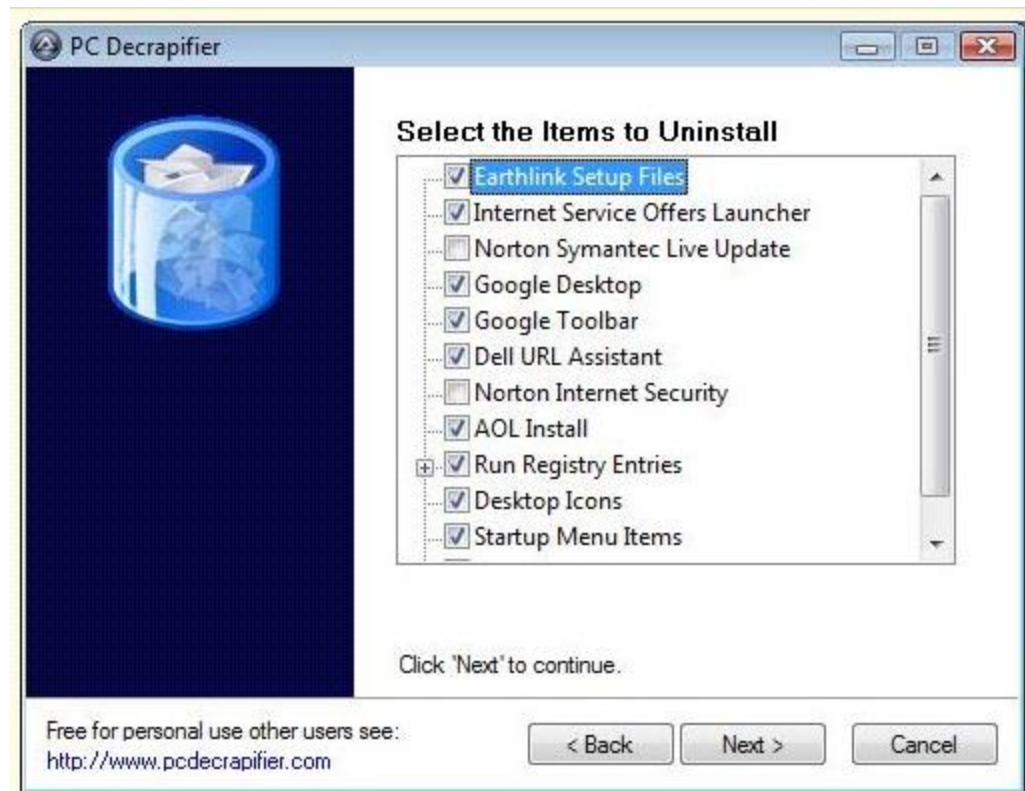 PC Decrapifier
Select the Items to Uninstall
Earthlink Setup Files
Internet Service Offers Launcher
Norton Symantec Live Update
Google Desktop
Google Toolbar
Dell URL Assistant
Norton Internet Security
AOL Install
Run Registry Entries
Desktop Icons
Startup Menu Items
Click "Next" to continue.
Free for personal use other users see:
http://www.pcdecrapifier.com
< Back
Next >
Cancel